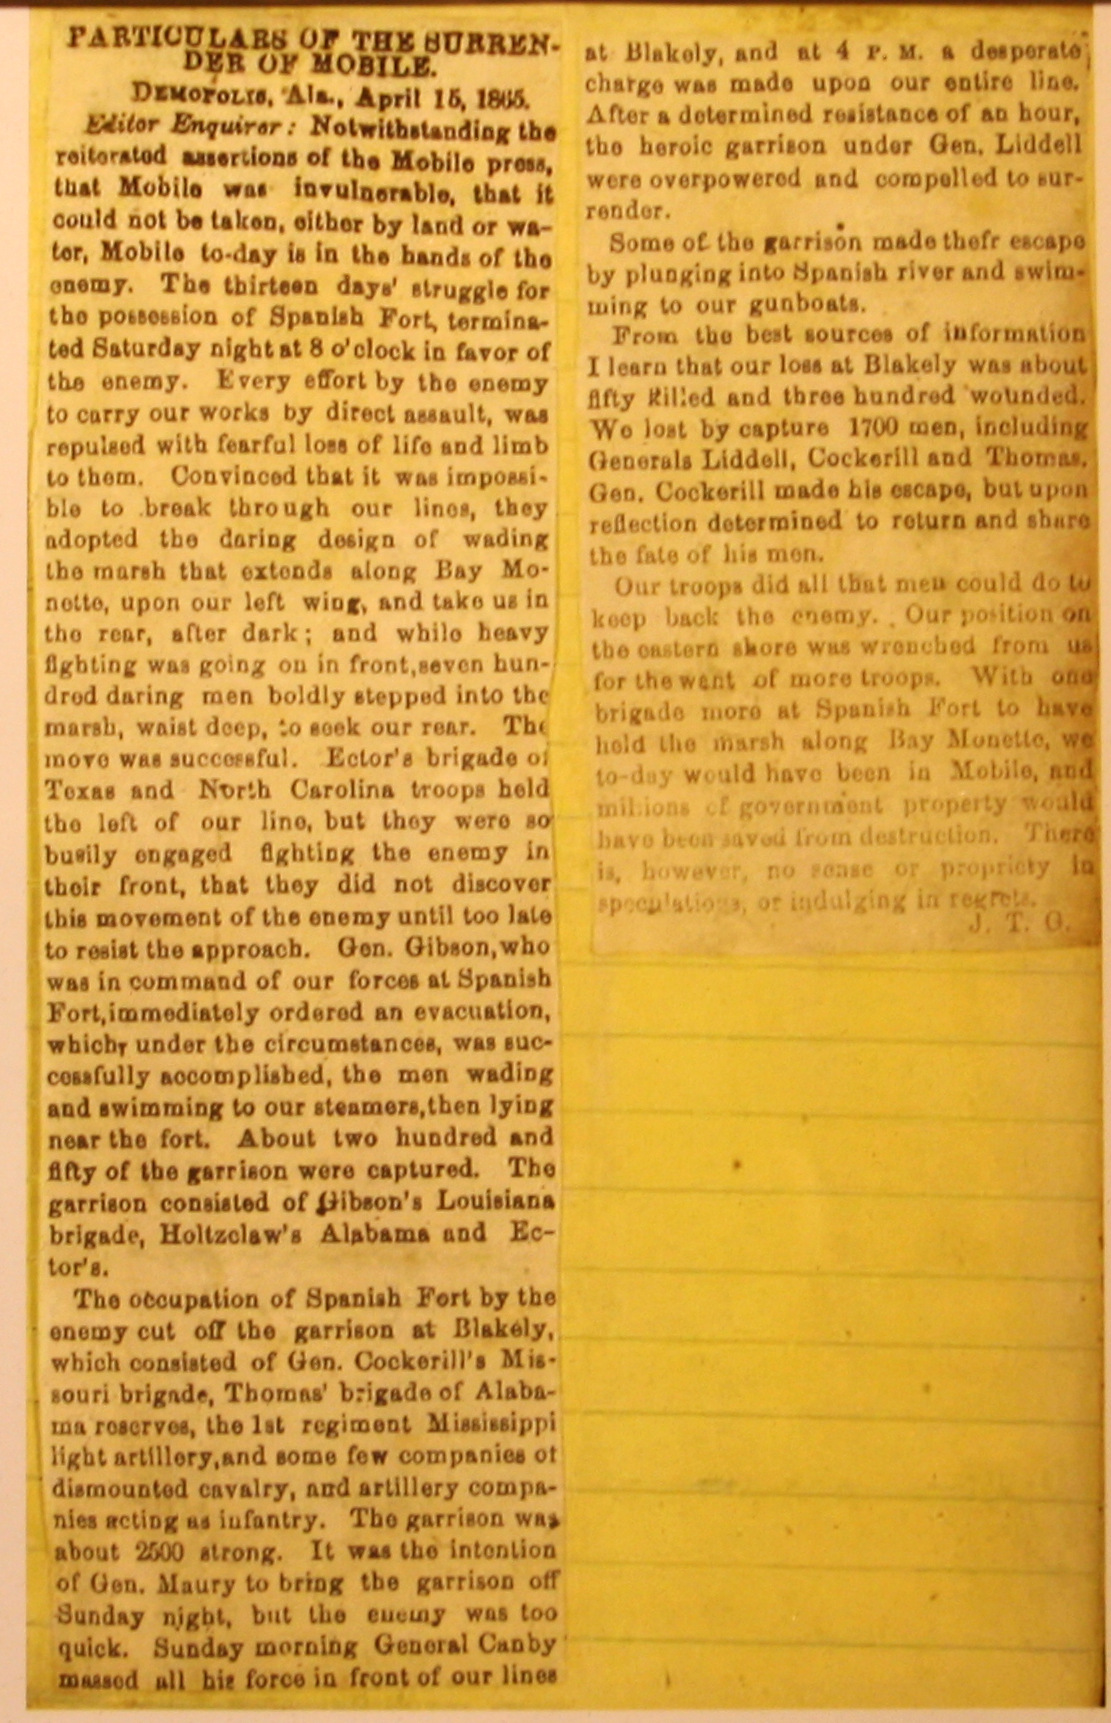 PARTICULARS OF THE SURREN-
DER OF MOBILE.
DEMOPOLIS, Ala., April 15, 1865.
Editor Enquirer: Notwithstanding the
reiterated assertions of the Mobile press,
that Mobile was invulnerable, that it
could not be taken, either by land or wa-
ter, Mobile to-day is in the hands of the
enemy. The thirteen days' struggle for
the possession of Spanish Fort, termina-
ted Saturday night at 8 o'clock in favor of
the enemy. Every effort by the enemy
to carry our works by direct assault, was
repulsed with fearful loss of life and limb
to them. Convinced that it was impossi-
ble to break through our lines, they
adopted the daring design of wading
the marsh that extends along Bay Mo-
nette, upon our left wing, and take us in
the rear, after dark; and while heavy
fighting was going on in front, seven hun-
dred daring men boldly stepped into the
marsh, waist deep, to seek our rear. The
move was successful. Ector's brigade of
Texas and North Carolina troops held
the left of our line, but they were so
busily engaged fighting the enemy in
their front, that they did not discover
this movement of the enemy until too late
to resist the approach. Gen. Gibson, who
was in command of our forces at Spanish
Fort, immediately ordered an evacuation,
which, under the circumstances, was suc-
cessfully accomplished, the men wading
and swimming to our steamers, then lying
near the fort. About two hundred and
fifty of the garrison were captured. The
garrison consisted of Gibson's Louisiana
brigade, Holtzclaw's Alabama and Ec-
tor's.
The occupation of Spanish Fort by the
enemy cut off the garrison at Blakely,
which consisted of Gen. Cockerill's Mis-
souri brigade, Thomas' brigade of Alaba-
ma reserves, the 1st regiment Mississippi
light artillery, and some few companies of
dismounted cavalry, and artillery compa-
nies acting as infantry. The garrison was
about 2500 strong. It was the intention
of Gen. Maury to bring the garrison off
Sunday night, but the enemy was too
quick. Sunday morning General Canby
massed all his force in front of our lines
at Blakely, and at 4 P. M. a desperate
charge was made upon our entire line.
After a determined resistance of an hour,
the heroic garrison under Gen. Liddell
were overpowered and compelled to sur-
render.
Some of the garrison made thefr escape
by plunging into Spanish river and swim-
ming to our gunboats.
From the best sources of information
I learn that our loss at Blakely was about
fifty killed and three hundred wounded.
We lost by capture 1700 men, including
Generals Liddell, Cockerill and Thomas.
Gen. Cockerill made his escape, but upon
reflection determined to return and share
the fate of his men.
Our troops did all that men could do to
keep back the enemy. Our position on
the eastern shore was wrenched from us
for the want of more troops. With one
brigade more at Spanish Fort to have
held the marsh along Bay Monette, we
to-day would have been in Mobile, and
millions of government property would
have been saved from destruction. There
is, however, no sense or propriety in
speculations, or indulging in regrets.
J. T. G.